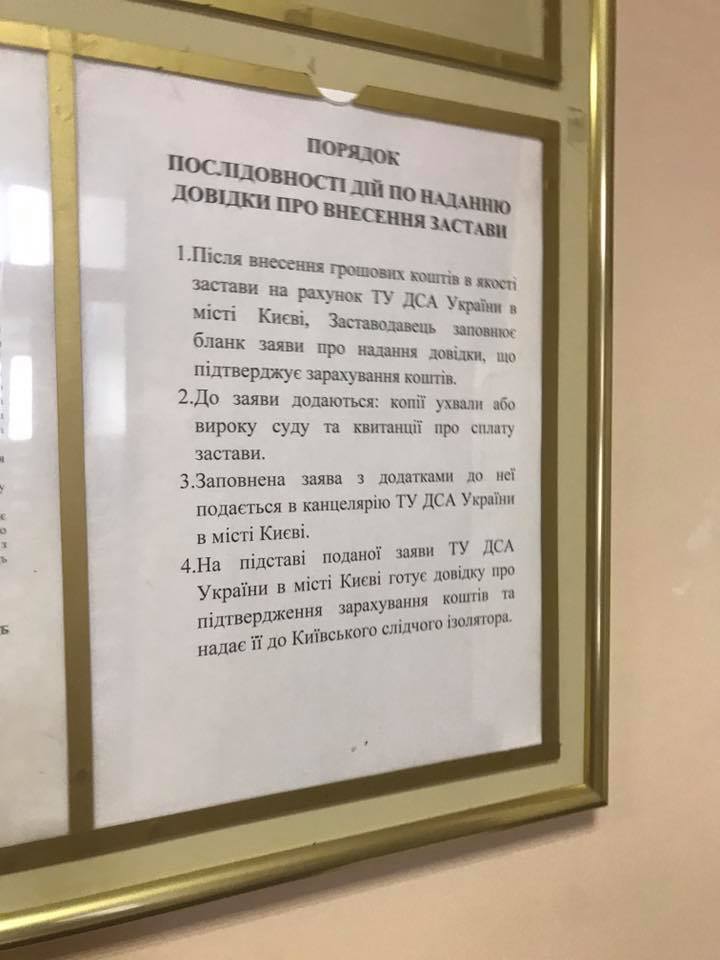 ПОРЯДОК
ПОСЛІДОВНОСТІ ДІЙ ПО НАДАННЮ
ДОВІДКИ ПРО ВНЕСЕННЯ ЗАСТАВИ
1.Після внесення грошових коштів в якості
застави на рахунок ТУ ДСА України в
місті Києві, Заставодавець заповнює
бланк заяви про надання довідки, що
підтверджує зарахування коштів.
2.До заяви додаються: копії ухвали або
вироку суду та квитанції про сплату
застави.
3.Заповнена заява з додатками до неї
подається в канцелярію ТУ ДСА України
в місті Києві.
4.На підставі поданої заяви ТУ ДСА
України в місті Києві готує довідку про
підтвердження зарахування коштів та
надає її до Київського слідчого ізолятора.